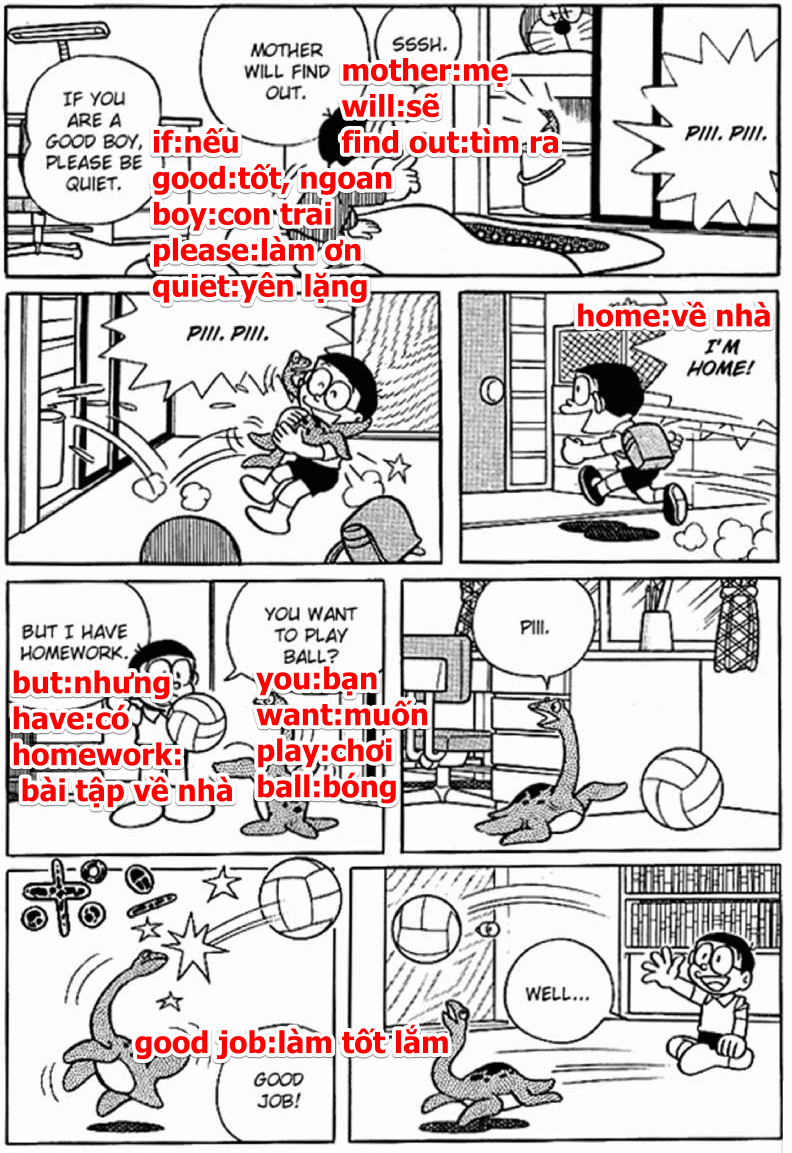 MOTHER
WILL FIND
OUT.
SSSH.
mother:mẹ
will:sẽ
find out:tìm ra
IF YOU
ARE A
GOOD BOY,
PLEASE BE
QUIET.
if:nếu
good:tốt, ngoan
boy:con trai
please:làm ơn
quiet:yên lặng
PIII. PIII.
PIII. PIII.
home:về nhà
I'M
HOME!
BUT I HAVE
HOMEWORK.
but:nhưng
have:có
homework:
bài tập về nhà
YOU WANT
TO PLAY
BALL?
you:bạn
want:muốn
play:chơi
ball:bóng
PIII.
good job:làm tốt lắm
GOOD
JOB!
WELL...